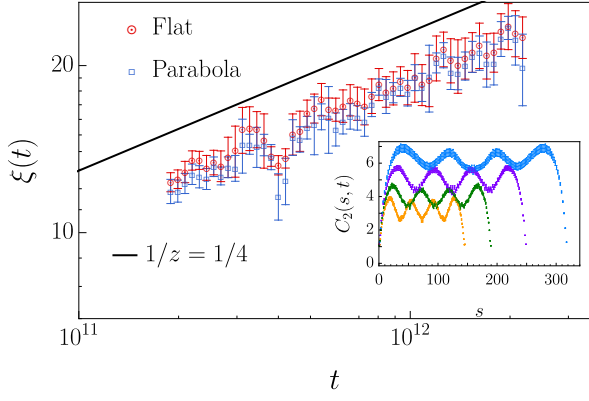 20
10
ξ(t)
Flat
Parabola
1/z = 1/4
10^11
10^12
t
6
4
2
0
C_2(s, t)
0 100 200 300
s